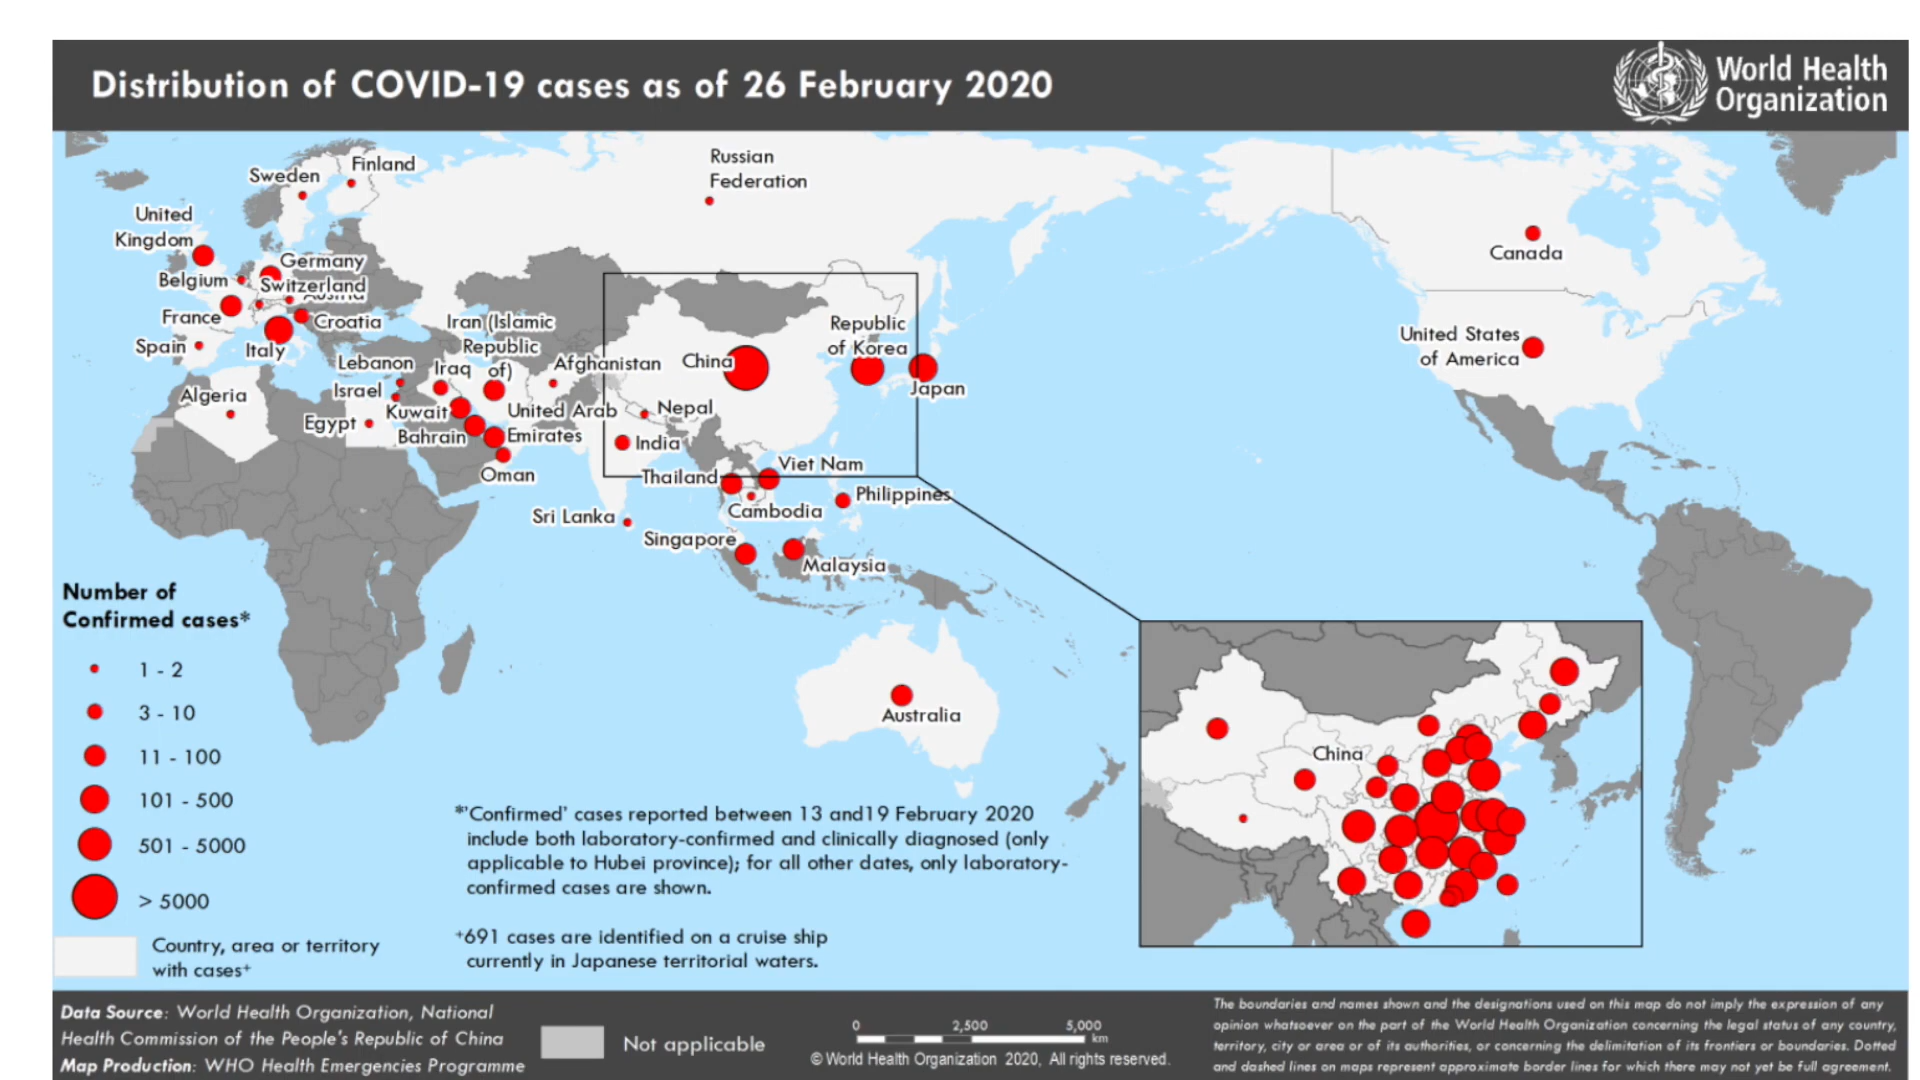 Distribution of COVID-19 cases as of 26 February 2020
World Health
Organization
Russian
Federation
Finland
Sweden
United
Kingdom
Germany
Belgium
Switzerland
Austria
France
Croatia
Spain
Italy
Iran (Islamic
Republic
of)
Lebanon
Iraq
Afghanistan
Israel
Algeria
Kuwait
Egypt
Bahrain
United Arab
Emirates
Oman
China
Republic
of Korea
Japan
Nepal
India
Thailand
Viet Nam
Cambodia
Philippines
Sri Lanka
Singapore
Malaysia
Australia
Canada
United States
of America
China
Number of
Confirmed cases*
1 - 2
3 - 10
11 - 100
101 - 500
501 - 5000
> 5000
Country, area or territory
with cases+
*'Confirmed' cases reported between 13 and19 February 2020
include both laboratory-confirmed and clinically diagnosed (only
applicable to Hubei province); for all other dates, only laboratory-
confirmed cases are shown.
+691 cases are identified on a cruise ship
currently in Japanese territorial waters.
Data Source: World Health Organization, National
Health Commission of the People's Republic of China
Map Production: WHO Health Emergencies Programme
Not applicable
0 2,500 5,000
km
© World Health Organization 2020, All rights reserved.
The boundaries and names shown and the designations used on this map do not imply the expression of any
opinion whatsoever on the part of the World Health Organization concerning the legal status of any country,
territory, city or area or of its authorities, or concerning the delimitation of its frontiers or boundaries. Dotted
and dashed lines on maps represent approximate border lines for which there may not yet be full agreement.